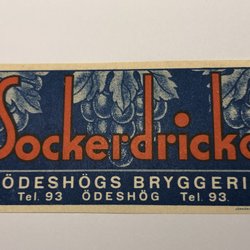 Sockerdricka
ÖDESHÖGS BRYGGERI
Tel. 93 ÖDESHÖG Tel. 93.